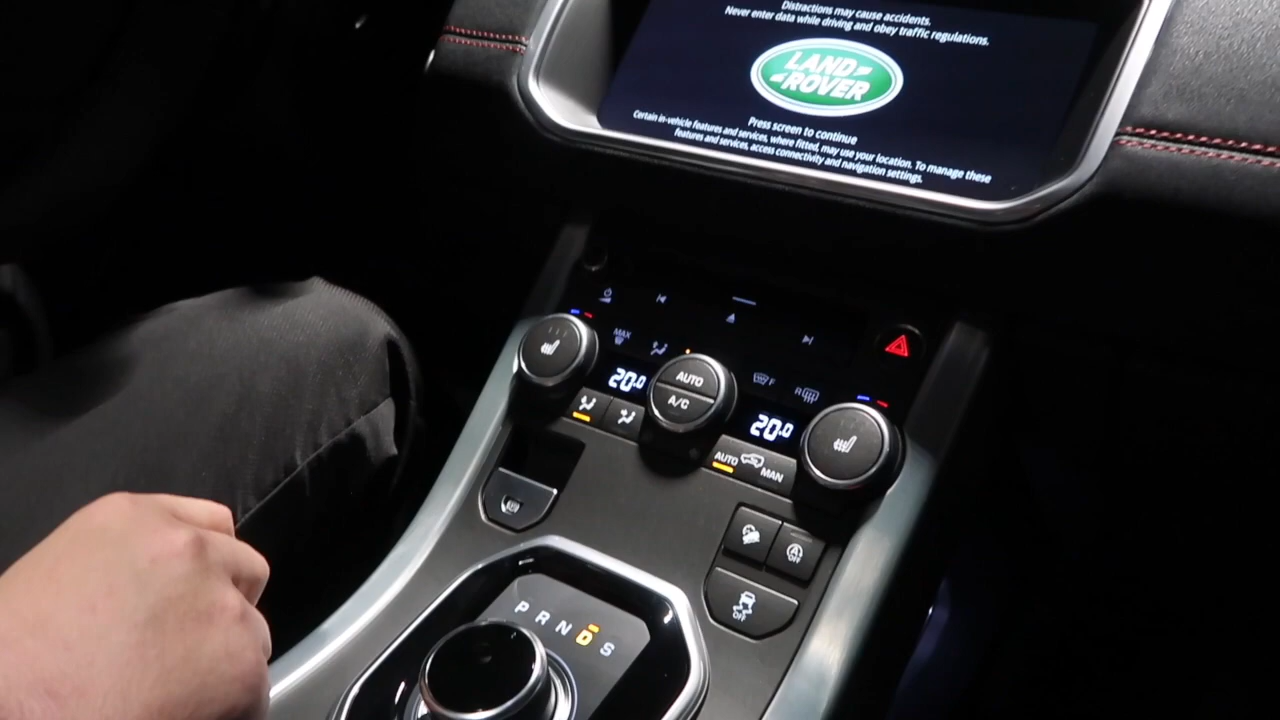 Distractions may cause accidents.
Never enter data while driving and obey traffic regulations.
LAND
ROVER
Press screen to continue
Certain in-vehicle features and services, where fitted, may use your location. To manage these
features and services, access connectivity and navigation settings.
MAX
20.0
AUTO
A/C
F
R
20.0
AUTO
MAN
A
OFF
OFF
P R N D S